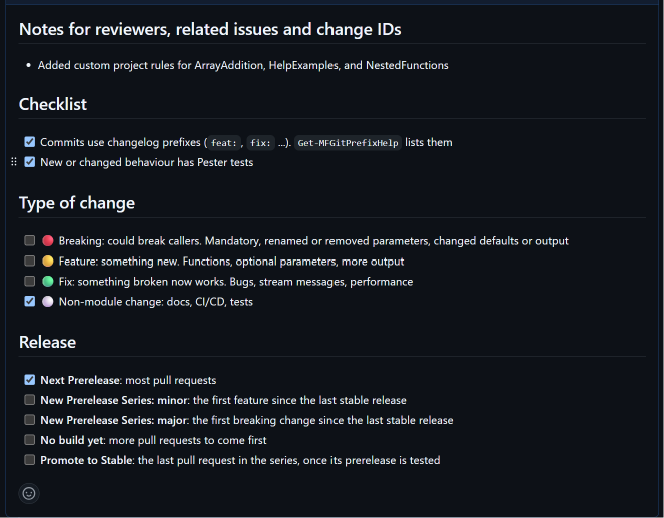 Notes for reviewers, related issues and change IDs
Added custom project rules for ArrayAddition, HelpExamples, and NestedFunctions
Checklist
Commits use changelog prefixes ( feat: , fix: ...). Get-MFGitPrefixHelp lists them
New or changed behaviour has Pester tests
Type of change
Breaking: could break callers. Mandatory, renamed or removed parameters, changed defaults or output
Feature: something new. Functions, optional parameters, more output
Fix: something broken now works. Bugs, stream messages, performance
Non-module change: docs, CI/CD, tests
Release
Next Prerelease: most pull requests
New Prerelease Series: minor: the first feature since the last stable release
New Prerelease Series: major: the first breaking change since the last stable release
No build yet: more pull requests to come first
Promote to Stable: the last pull request in the series, once its prerelease is tested